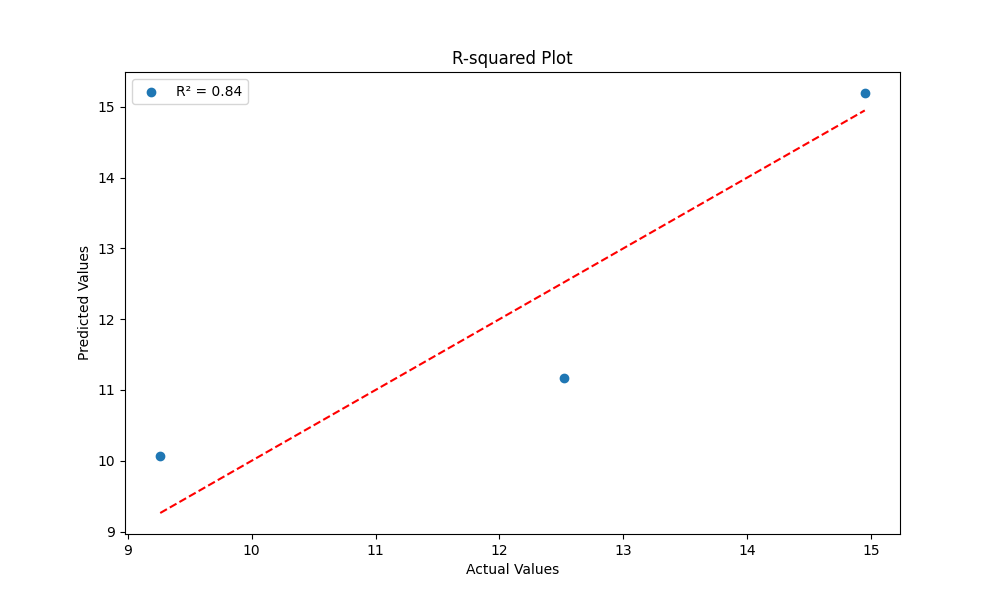 R-squared Plot
R² = 0.84
15
14
13
12
11
10
9
Predicted Values
9 10 11 12 13 14 15
Actual Values